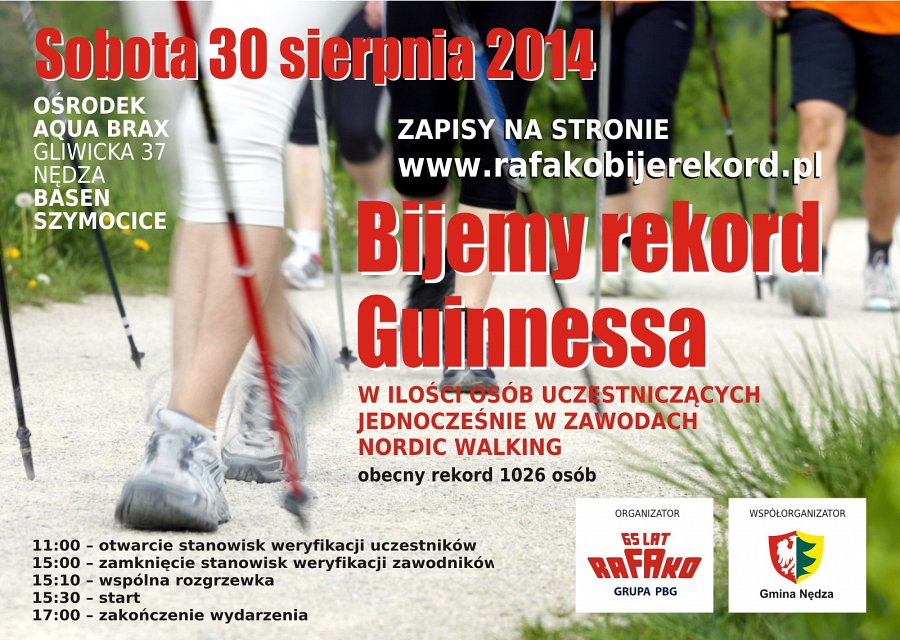 Sobota 30 sierpnia 2014
OŚRODEK
AQUA BRAX
GLIWICKA 37
NĘDZA
BASEN
SZYMOCICE
ZAPISY NA STRONIE
www.rafakobijerekord.pl
Bijemy rekord
Guinnessa
W ILOŚCI OSÓB UCZESTNICZĄCYCH
JEDNOCZEŚNIE W ZAWODACH
NORDIC WALKING
obecny rekord 1026 osób
11:00 – otwarcie stanowisk weryfikacji uczestników
15:00 – zamknięcie stanowisk weryfikacji zawodników
15:10 – wspólna rozgrzewka
15:30 – start
17:00 – zakończenie wydarzenia
ORGANIZATOR
65 LAT
RAFAKO
GRUPA PBG
WSPÓŁORGANIZATOR
Gmina Nędza